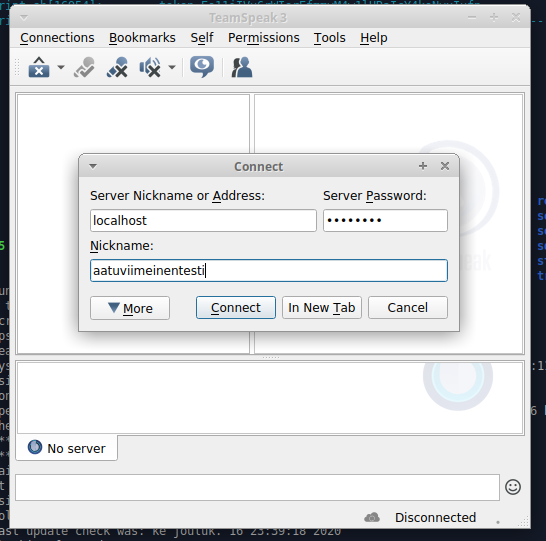 TeamSpeak 3
Connections Bookmarks Self Permissions Tools Help
Connect
Server Nickname or Address: Server Password:
localhost ••••••••
Nickname:
aatuviimeinentesti
More Connect In New Tab Cancel
No server
Disconnected
last update check was: ke jouluk. 16 23:39:18 2020